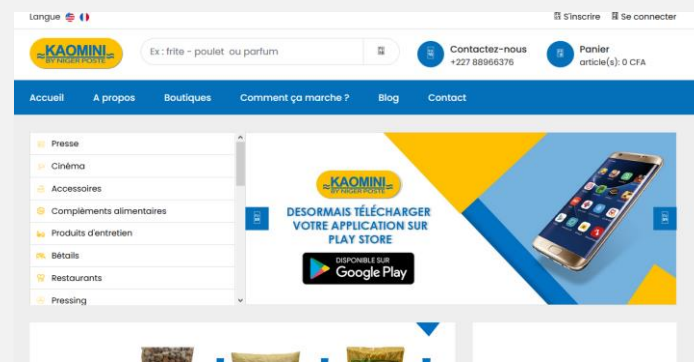 Langue
S'inscrire Se connecter
KAOMINI
BY NIGER POSTE
Ex : frite - poulet ou parfum
Contactez-nous
+227 88966376
Panier
article(s): 0 CFA
Accueil A propos Boutiques Comment ça marche ? Blog Contact
Presse
Cinéma
Accessoires
Compléments alimentaires
Produits d'entretien
Bétails
Restaurants
Pressing
KAOMINI
BY NIGER POSTE
DESORMAIS TÉLÉCHARGER
VOTRE APPLICATION SUR
PLAY STORE
DISPONIBLE SUR
Google Play